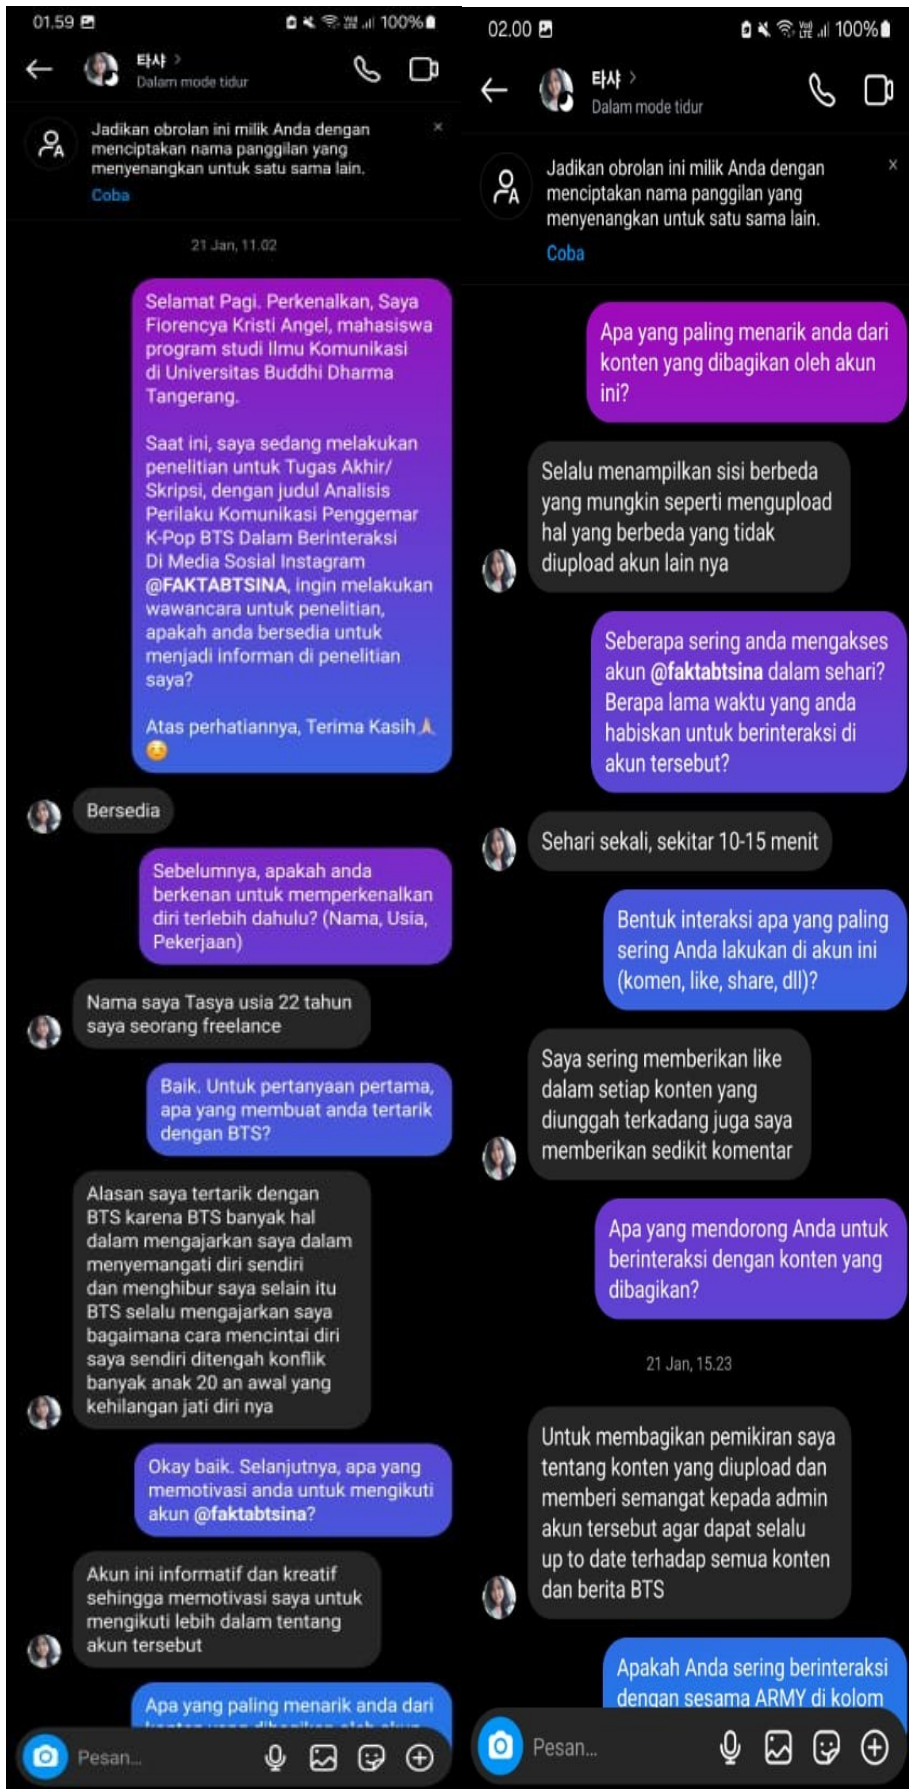 01.59
100%
타샤
Dalam mode tidur
Jadikan obrolan ini milik Anda dengan
menciptakan nama panggilan yang
menyenangkan untuk satu sama lain.
Coba
21 Jan, 11.02
Selamat Pagi. Perkenalkan, Saya
Fiorencya Kristi Angel, mahasiswa
program studi Ilmu Komunikasi
di Universitas Buddhi Dharma
Tangerang.
Saat ini, saya sedang melakukan
penelitian untuk Tugas Akhir/
Skripsi, dengan judul Analisis
Perilaku Komunikasi Penggemar
K-Pop BTS Dalam Berinteraksi
Di Media Sosial Instagram
@FAKTABTSINA, ingin melakukan
wawancara untuk penelitian,
apakah anda bersedia untuk
menjadi informan di penelitian
saya?
Atas perhatiannya, Terima Kasih🙏🏼
☺️
Bersedia
Sebelumnya, apakah anda
berkenan untuk memperkenalkan
diri terlebih dahulu? (Nama, Usia,
Pekerjaan)
Nama saya Tasya usia 22 tahun
saya seorang freelance
Baik. Untuk pertanyaan pertama,
apa yang membuat anda tertarik
dengan BTS?
Alasan saya tertarik dengan
BTS karena BTS banyak hal
dalam mengajarkan saya dalam
menyemangati diri sendiri
dan menghibur saya selain itu
BTS selalu mengajarkan saya
bagaimana cara mencintai diri
saya sendiri ditengah konflik
banyak anak 20 an awal yang
kehilangan jati diri nya
Okay baik. Selanjutnya, apa yang
memotivasi anda untuk mengikuti
akun @faktabtsina?
Akun ini informatif dan kreatif
sehingga memotivasi saya untuk
mengikuti lebih dalam tentang
akun tersebut
Apa yang paling menarik anda dari
Pesan...
02.00
100%
타샤
Dalam mode tidur
Jadikan obrolan ini milik Anda dengan
menciptakan nama panggilan yang
menyenangkan untuk satu sama lain.
Coba
Apa yang paling menarik anda dari
konten yang dibagikan oleh akun
ini?
Selalu menampilkan sisi berbeda
yang mungkin seperti mengupload
hal yang berbeda yang tidak
diupload akun lain nya
Seberapa sering anda mengakses
akun @faktabtsina dalam sehari?
Berapa lama waktu yang anda
habiskan untuk berinteraksi di
akun tersebut?
Sehari sekali, sekitar 10-15 menit
Bentuk interaksi apa yang paling
sering Anda lakukan di akun ini
(komen, like, share, dll)?
Saya sering memberikan like
dalam setiap konten yang
diunggah terkadang juga saya
memberikan sedikit komentar
Apa yang mendorong Anda untuk
berinteraksi dengan konten yang
dibagikan?
21 Jan, 15.23
Untuk membagikan pemikiran saya
tentang konten yang diupload dan
memberi semangat kepada admin
akun tersebut agar dapat selalu
up to date terhadap semua konten
dan berita BTS
Apakah Anda sering berinteraksi
dengan sesama ARMY di kolom
Pesan...